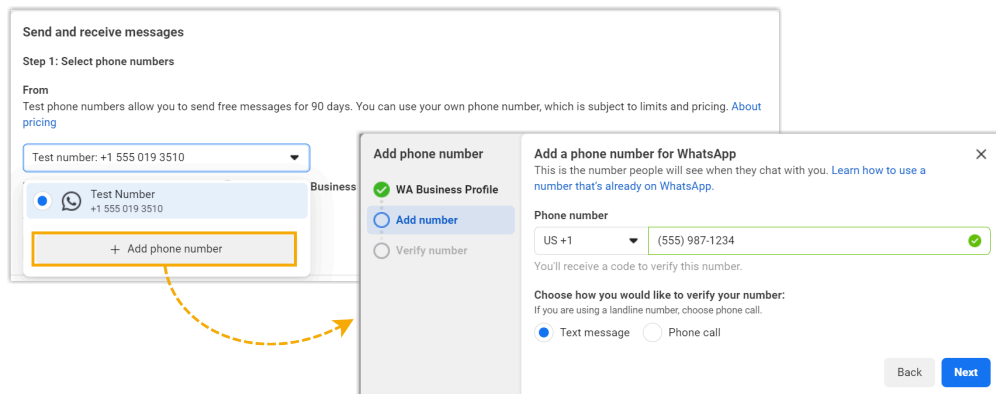 Send and receive messages
Step 1: Select phone numbers
From
Test phone numbers allow you to send free messages for 90 days. You can use your own phone number, which is subject to limits and pricing. About
pricing
Test number: +1 555 019 3510
Business
Test Number
+1 555 019 3510
+ Add phone number
Add phone number
WA Business Profile
Add number
Verify number
Add a phone number for WhatsApp
This is the number people will see when they chat with you. Learn how to use a
number that's already on WhatsApp.
Phone number
US +1
(555) 987-1234
You'll receive a code to verify this number.
Choose how you would like to verify your number:
If you are using a landline number, choose phone call.
Text message
Phone call
Back
Next